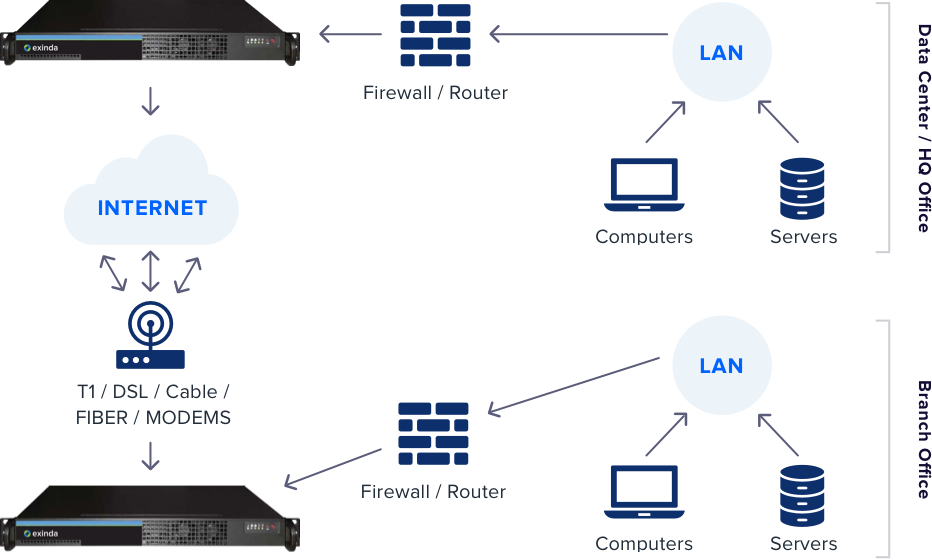 exinda
Firewall / Router
LAN
Computers
Servers
Data Center / HQ Office
INTERNET
T1 / DSL / Cable /
FIBER / MODEMS
exinda
Firewall / Router
LAN
Computers
Servers
Branch Office